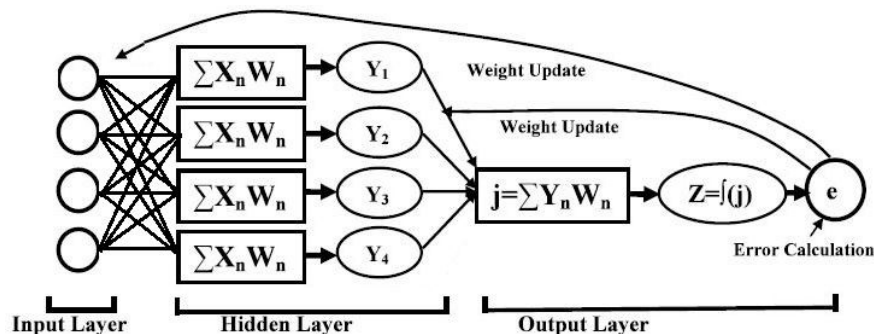 Weight Update
Weight Update
∑XₙWₙ
Y₁
∑XₙWₙ
Y₂
∑XₙWₙ
Y₃
∑XₙWₙ
Y₄
j=∑YₙWₙ
Z=∫(j)
e
Error Calculation
Input Layer
Hidden Layer
Output Layer